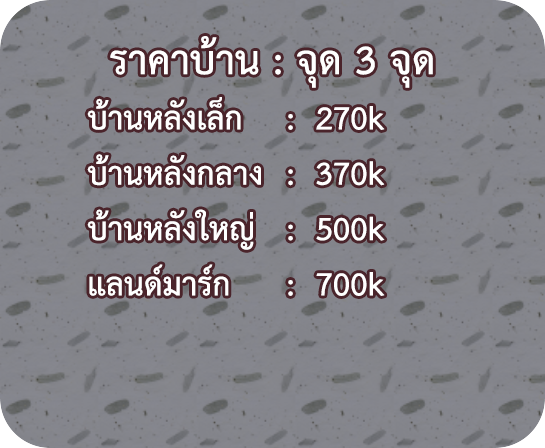 ราคาบ้าน : จุด 3 จุด
บ้านหลังเล็ก : 270k
บ้านหลังกลาง : 370k
บ้านหลังใหญ่ : 500k
แลนด์มาร์ก : 700k